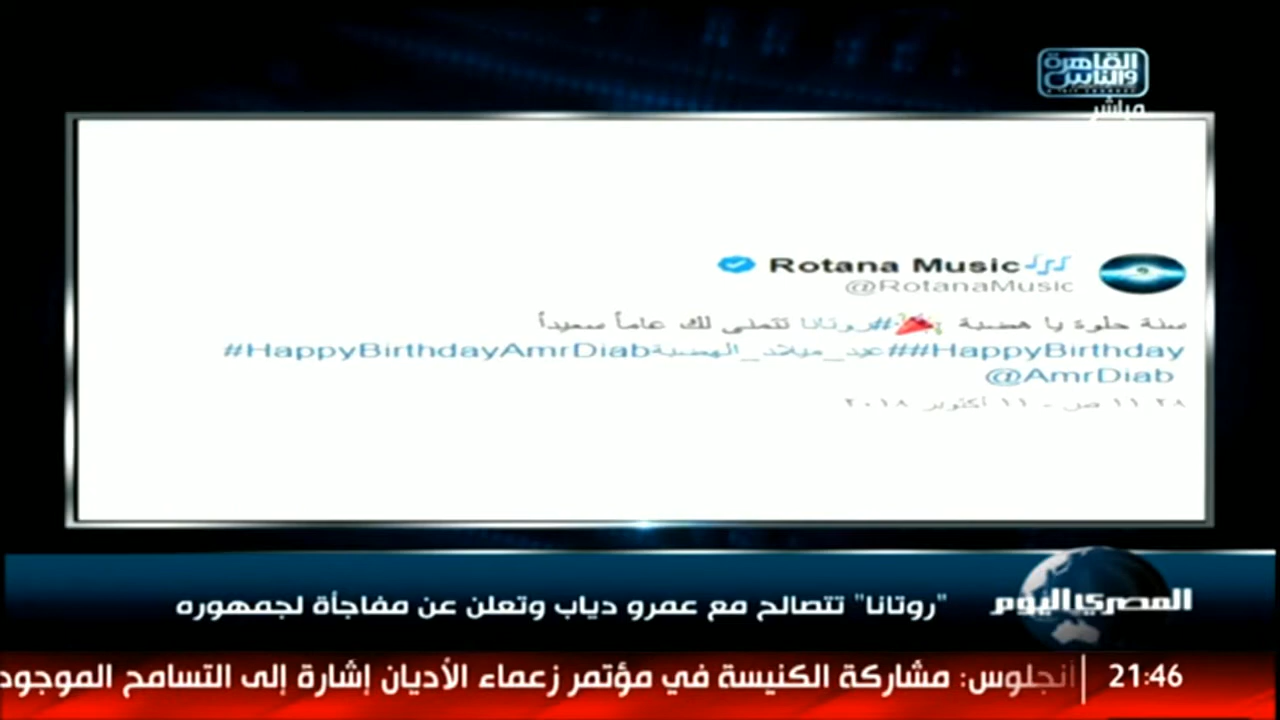 القاهرة
والناس
مباشر
Rotana Music
@RotanaMusic
سنة حلوة يا هضبة #روتانا تتمنى لك عاماً سعيداً
#HappyBirthday##عيد_ميلاد_الهضبة#HappyBirthdayAmrDiab
@AmrDiab
١١:٢٨ ص - ١١ أكتوبر ٢٠١٨
المصري اليوم
"روتانا" تتصالح مع عمرو دياب وتعلن عن مفاجأة لجمهوره
21:46
أنجلوس: مشاركة الكنيسة في مؤتمر زعماء الأديان إشارة إلى التسامح الموجود